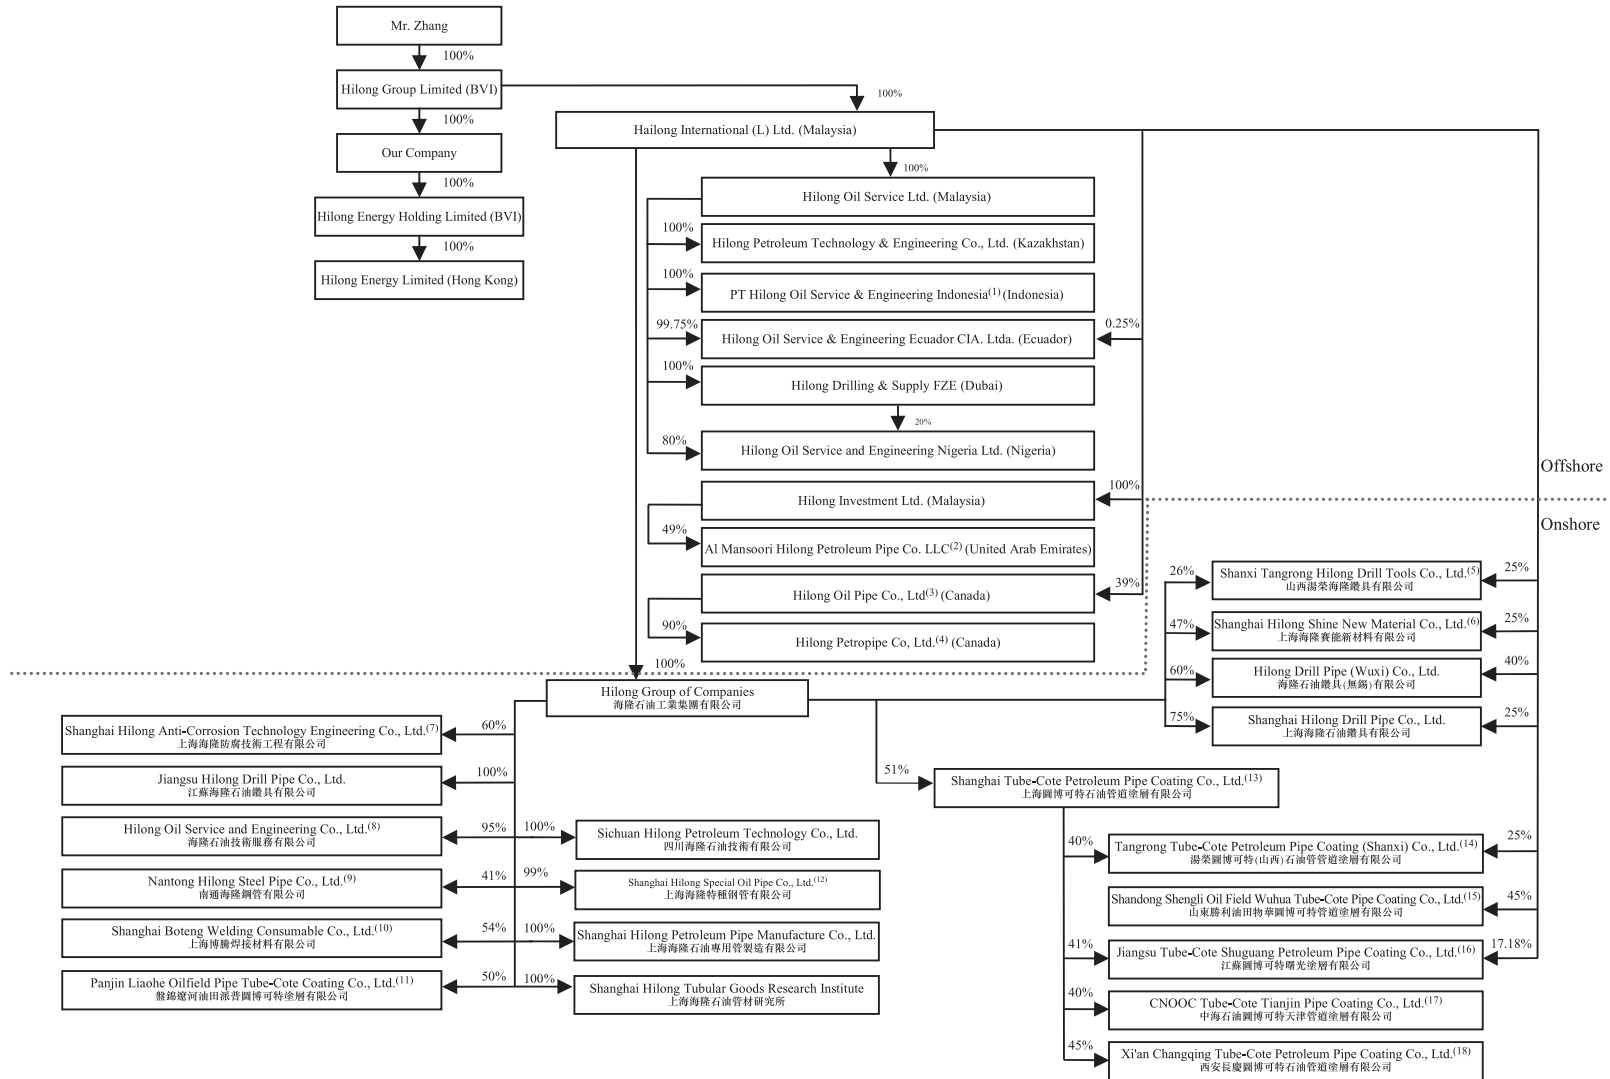 Mr. Zhang
100%
Hilong Group Limited (BVI)
100%
100%
Hailong International (L) Ltd. (Malaysia)
Our Company
100%
100%
Hilong Energy Holding Limited (BVI)
100%
Hilong Energy Limited (Hong Kong)
Hilong Oil Service Ltd. (Malaysia)
100%
Hilong Petroleum Technology & Engineering Co., Ltd. (Kazakhstan)
100%
PT Hilong Oil Service & Engineering Indonesia(1) (Indonesia)
99.75%
Hilong Oil Service & Engineering Ecuador CIA. Ltda. (Ecuador)
0.25%
100%
Hilong Drilling & Supply FZE (Dubai)
20%
80%
Hilong Oil Service and Engineering Nigeria Ltd. (Nigeria)
Offshore
Hilong Investment Ltd. (Malaysia)
100%
Onshore
49%
Al Mansoori Hilong Petroleum Pipe Co. LLC(2) (United Arab Emirates)
Hilong Oil Pipe Co., Ltd(3) (Canada)
39%
90%
Hilong Petropipe Co, Ltd.(4) (Canada)
100%
Hilong Group of Companies
海隆石油工業集團有限公司
26%
Shanxi Tangrong Hilong Drill Tools Co., Ltd.(5)
山西湯榮海隆鑽具有限公司
25%
47%
Shanghai Hilong Shine New Material Co., Ltd.(6)
上海海隆賽能新材料有限公司
25%
60%
Hilong Drill Pipe (Wuxi) Co., Ltd.
海隆石油鑽具(無錫)有限公司
40%
75%
Shanghai Hilong Drill Pipe Co., Ltd.
上海海隆石油鑽具有限公司
25%
Shanghai Hilong Anti-Corrosion Technology Engineering Co., Ltd.(7)
上海海隆防腐技術工程有限公司
60%
Jiangsu Hilong Drill Pipe Co., Ltd.
江蘇海隆石油鑽具有限公司
100%
Hilong Oil Service and Engineering Co., Ltd.(8)
海隆石油技術服務有限公司
95%
100%
Sichuan Hilong Petroleum Technology Co., Ltd.
四川海隆石油技術有限公司
Nantong Hilong Steel Pipe Co., Ltd.(9)
南通海隆鋼管有限公司
41%
99%
Shanghai Hilong Special Oil Pipe Co., Ltd.(12)
上海海隆特種鋼管有限公司
Shanghai Boteng Welding Consumable Co., Ltd.(10)
上海博騰焊接材料有限公司
54%
100%
Shanghai Hilong Petroleum Pipe Manufacture Co., Ltd.
上海海隆石油專用管製造有限公司
Panjin Liaohe Oilfield Pipe Tube-Cote Coating Co., Ltd.(11)
盤錦遼河油田派普圖博可特塗層有限公司
50%
100%
Shanghai Hilong Tubular Goods Research Institute
上海海隆石油管材研究所
51%
Shanghai Tube-Cote Petroleum Pipe Coating Co., Ltd.(13)
上海圖博可特石油管道塗層有限公司
40%
Tangrong Tube-Cote Petroleum Pipe Coating (Shanxi) Co., Ltd.(14)
湯榮圖博可特(山西)石油管管道塗層有限公司
25%
Shandong Shengli Oil Field Wuhua Tube-Cote Pipe Coating Co., Ltd.(15)
山東勝利油田物華圖博可特管道塗層有限公司
45%
41%
Jiangsu Tube-Cote Shuguang Petroleum Pipe Coating Co., Ltd.(16)
江蘇圖博可特曙光塗層有限公司
17.18%
40%
CNOOC Tube-Cote Tianjin Pipe Coating Co., Ltd.(17)
中海石油圖博可特天津管道塗層有限公司
45%
Xi'an Changqing Tube-Cote Petroleum Pipe Coating Co., Ltd.(18)
西安長慶圖博可特石油管道塗層有限公司